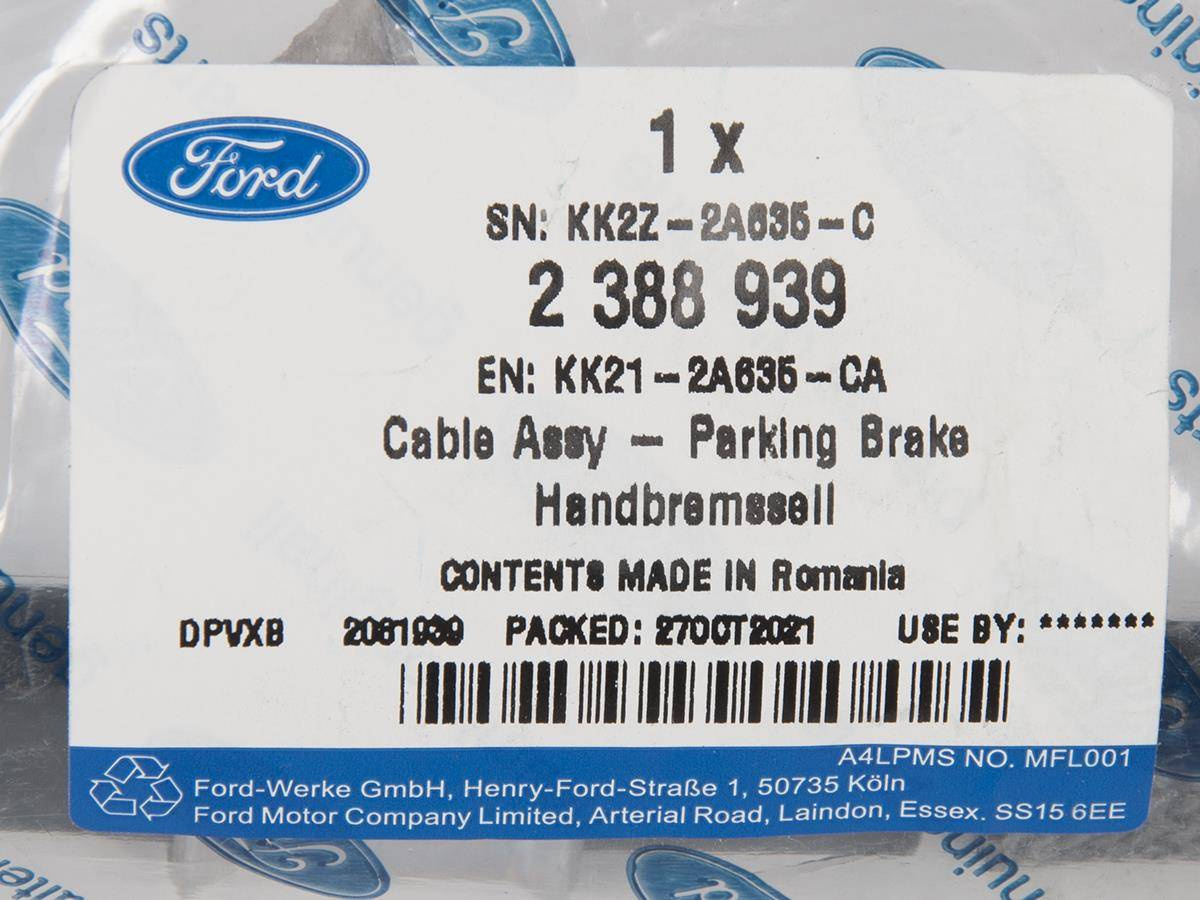 Ford
1 x
SN: KK2Z-2A635-C
2 388 939
EN: KK21-2A635-CA
Cable Assy - Parking Brake
Handbremsseil
CONTENTS MADE IN Romania
DPVXB 2061939 PACKED: 27OCT2021 USE BY: *******
A4LPMS NO. MFL001
Ford-Werke GmbH, Henry-Ford-Straße 1, 50735 Köln
Ford Motor Company Limited, Arterial Road, Laindon, Essex. SS15 6EE